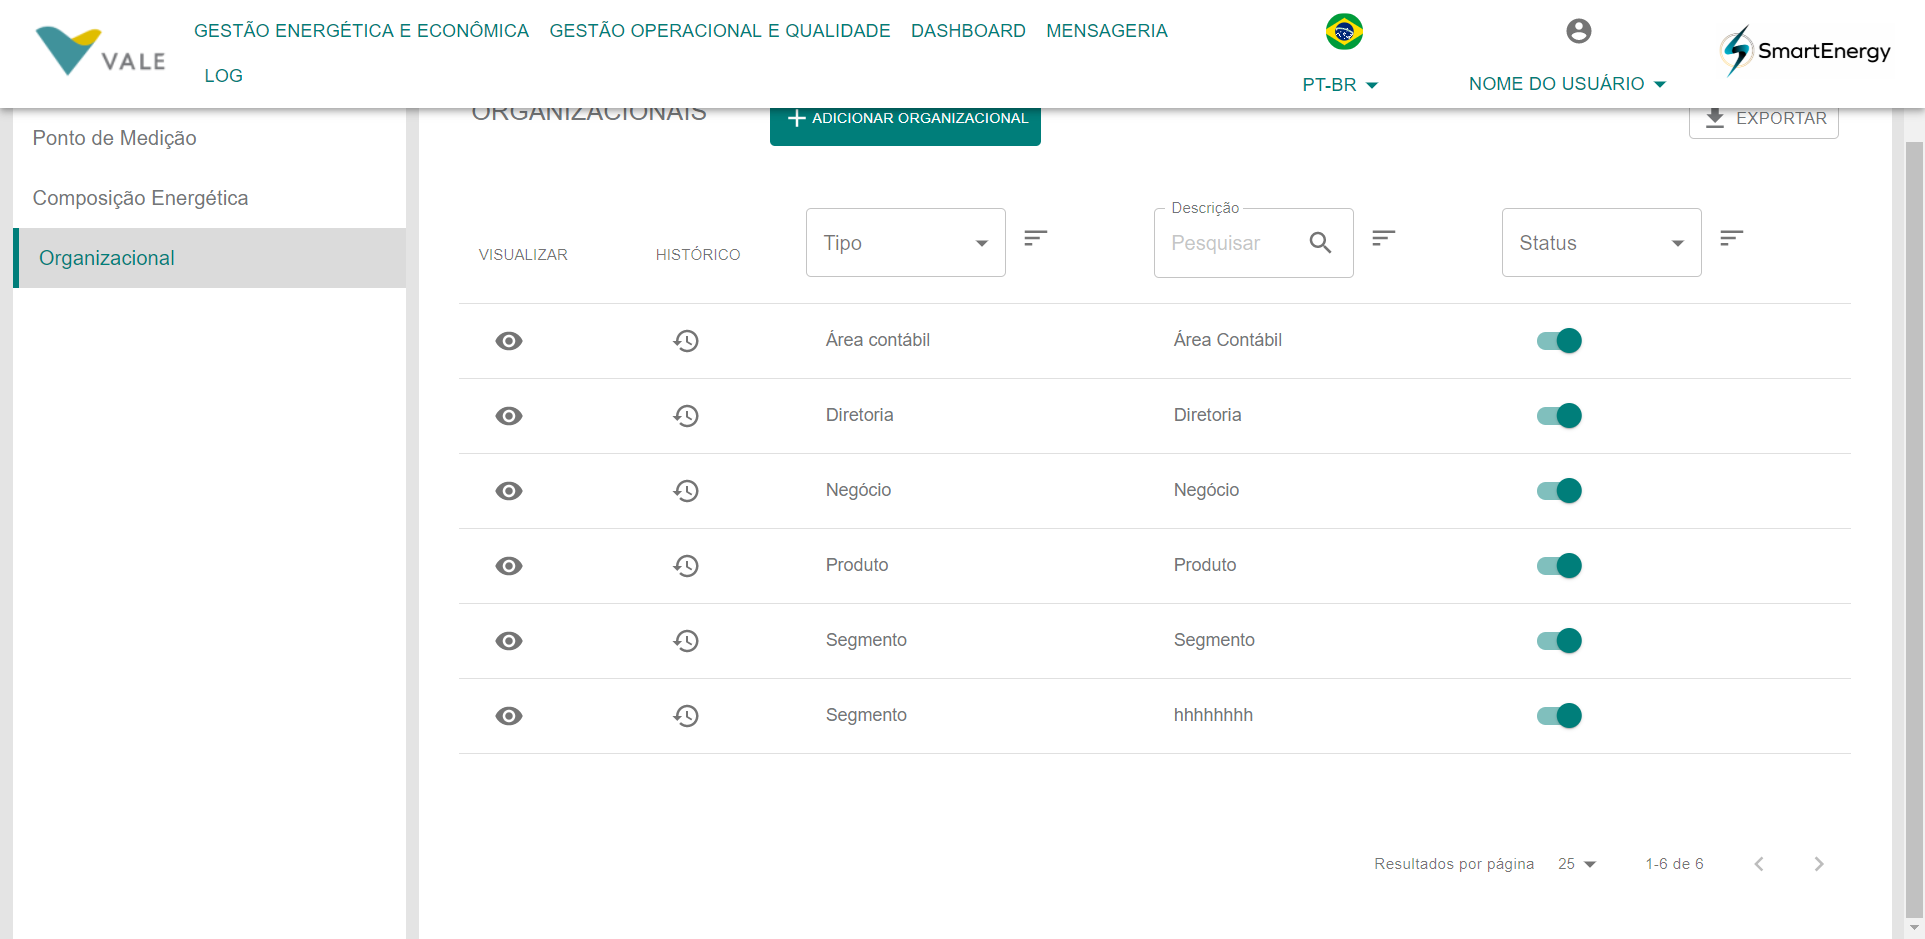 VALE
GESTÃO ENERGÉTICA E ECONÔMICA
GESTÃO OPERACIONAL E QUALIDADE
DASHBOARD
MENSAGERIA
LOG
PT-BR
NOME DO USUÁRIO
SmartEnergy
Ponto de Medição
Composição Energética
Organizacional
ORGANIZACIONAIS
ADICIONAR ORGANIZACIONAL
EXPORTAR
VISUALIZAR
HISTÓRICO
Tipo
Descrição
Pesquisar
Status
Área contábil
Área Contábil
Diretoria
Diretoria
Negócio
Negócio
Produto
Produto
Segmento
Segmento
Segmento
hhhhhhhh
Resultados por página
25
1-6 de 6